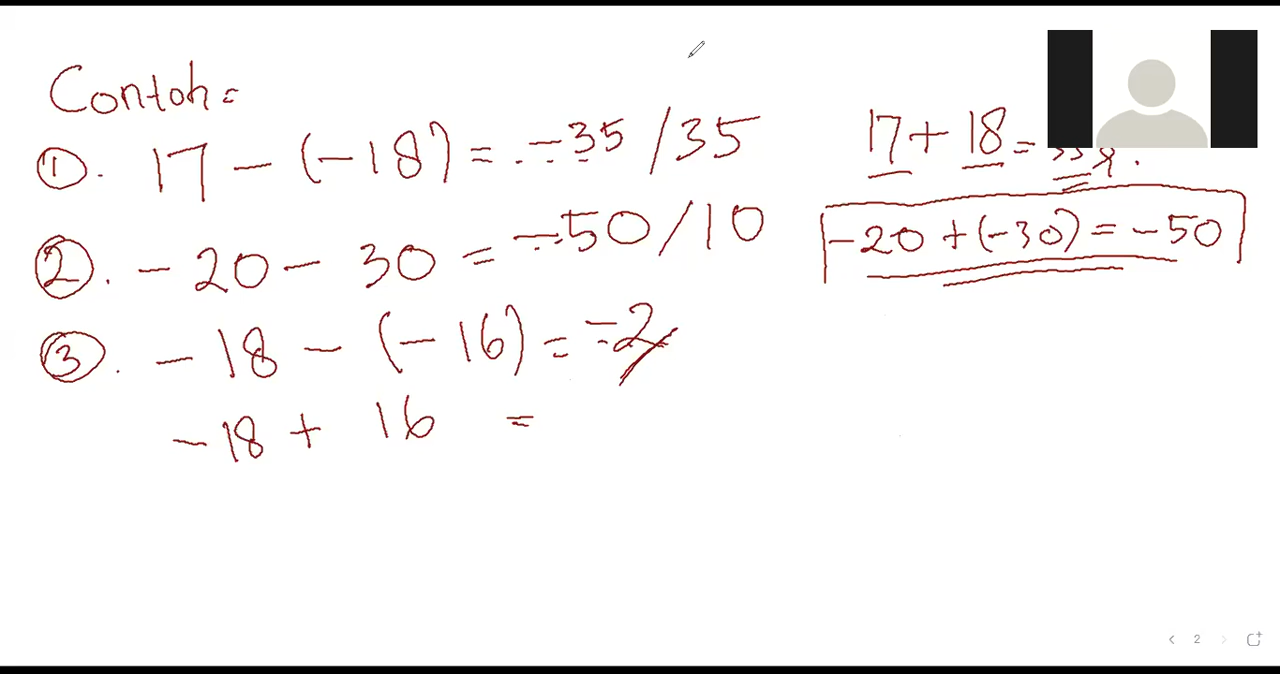 Contoh =
1. 17 - (-18) = -35 / 35
17 + 18 =
2. -20 - 30 = -50 / 10
-20 + (-30) = -50
3. -18 - (-16) = -2
-18 + 16 =
2